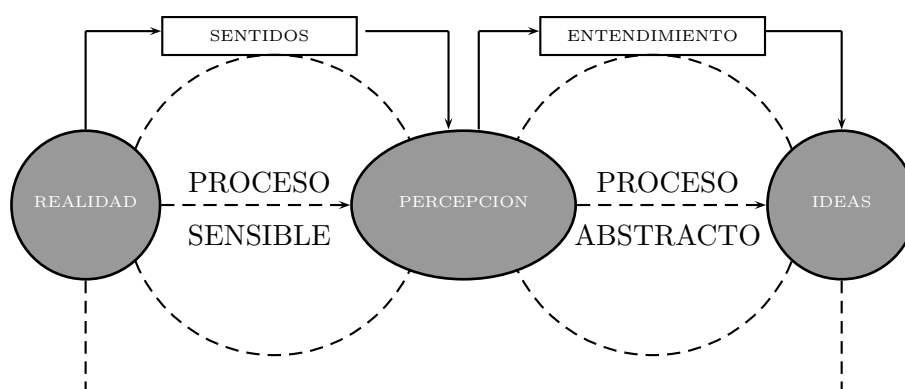 SENTIDOS
ENTENDIMIENTO
PROCESO
PROCESO
REALIDAD
PERCEPCION
IDEAS
SENSIBLE
ABSTRACTO